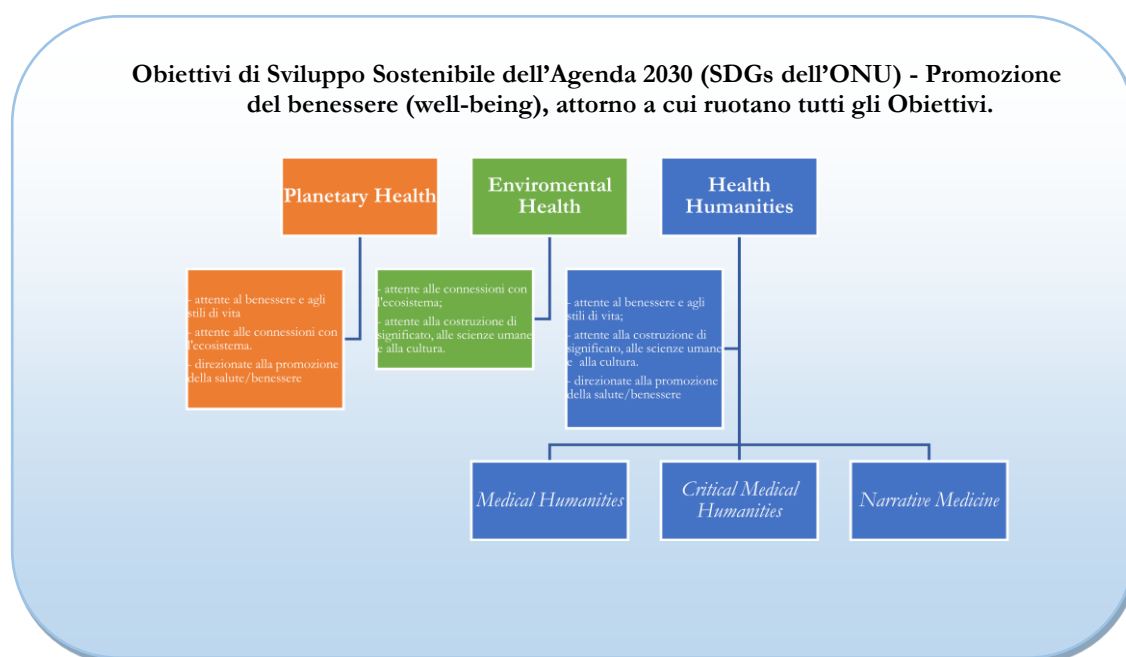 Obiettivi di Sviluppo Sostenibile dell’Agenda 2030 (SDGs dell’ONU) - Promozione
del benessere (well-being), attorno a cui ruotano tutti gli Obiettivi.
Planetary Health
Enviromental
Health
Health
Humanities
- attente al benessere e agli
stili di vita
- attente alle connessioni con
l'ecosistema.
- direzionate alla promozione
della salute/benessere
- attente alle connessioni con
l'ecosistema;
- attente alla costruzione di
significato, alle scienze umane
e alla cultura.
- attente al benessere e agli
stili di vita;
- attente alla costruzione di
significato, alle scienze umane
e alla cultura.
- direzionate alla promozione
della salute/benessere
Medical Humanities
Critical Medical
Humanities
Narrative Medicine